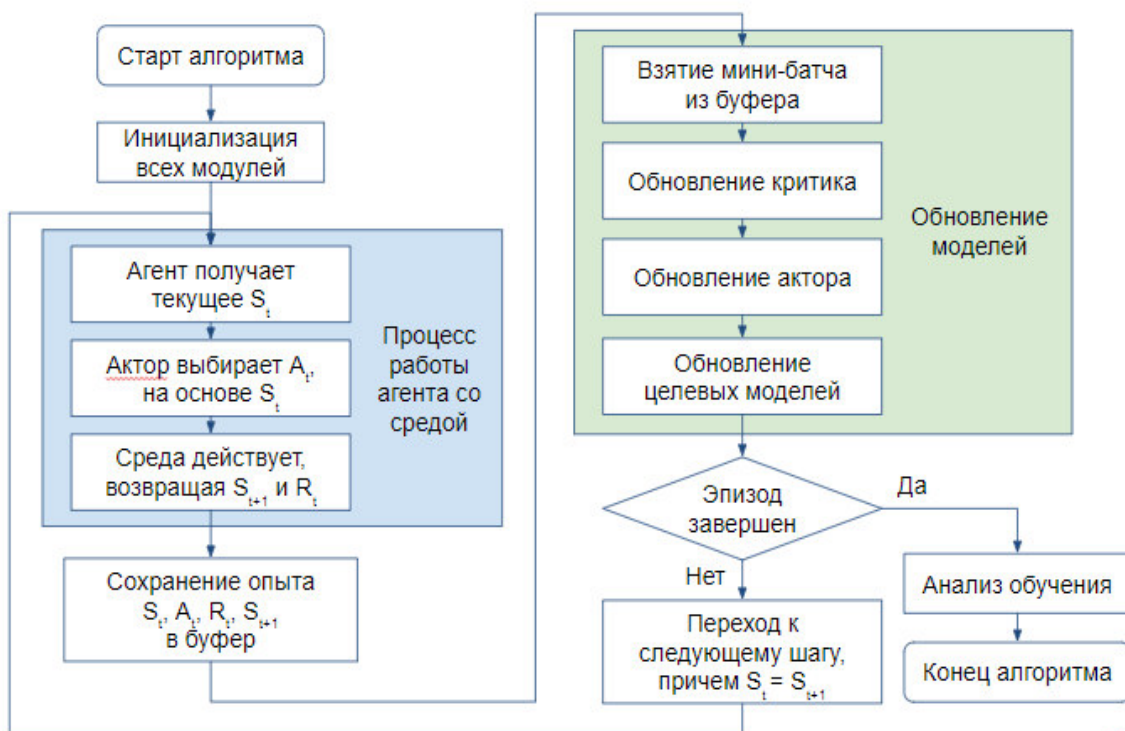 Старт алгоритма
Инициализация
всех модулей
Агент получает
текущее Sₜ
Актор выбирает Aₜ,
на основе Sₜ
Среда действует,
возвращая Sₜ₊₁ и Rₜ
Процесс
работы
агента со
средой
Сохранение опыта
Sₜ, Aₜ, Rₜ, Sₜ₊₁
в буфер
Взятие мини-батча
из буфера
Обновление критика
Обновление актора
Обновление
целевых моделей
Обновление
моделей
Эпизод
завершен
Да
Нет
Переход к
следующему шагу,
причем Sₜ = Sₜ₊₁
Анализ обучения
Конец алгоритма